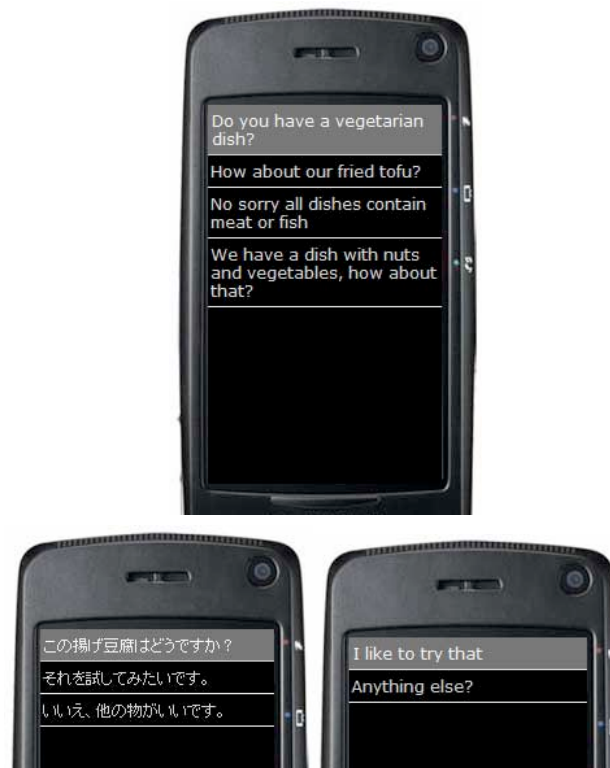 Do you have a vegetarian
dish?
How about our fried tofu?
No sorry all dishes contain
meat or fish
We have a dish with nuts
and vegetables, how about
that?
この揚げ豆腐はどうですか？
それを試してみたいです。
いいえ、他の物がいいです。
I like to try that
Anything else?